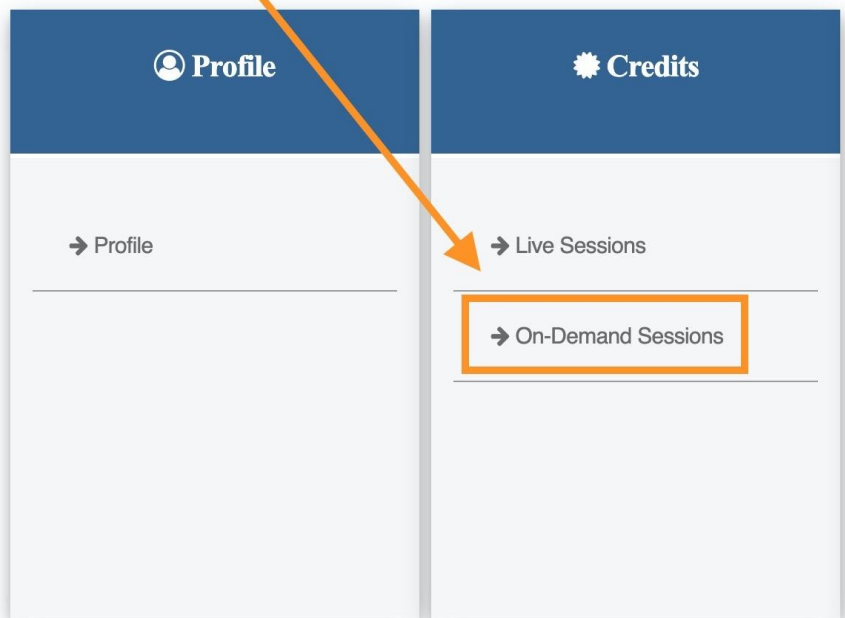 Profile
Credits
Profile
Live Sessions
On-Demand Sessions